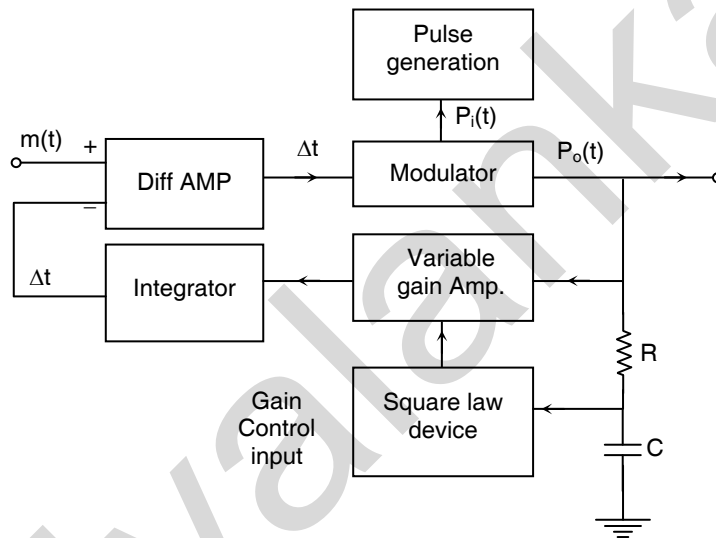 Pulse
generation
P_i(t)
m(t)
+
Diff AMP
−
Δt
Modulator
P_o(t)
Δt
Integrator
Variable
gain Amp.
R
Gain
Control
input
Square law
device
C